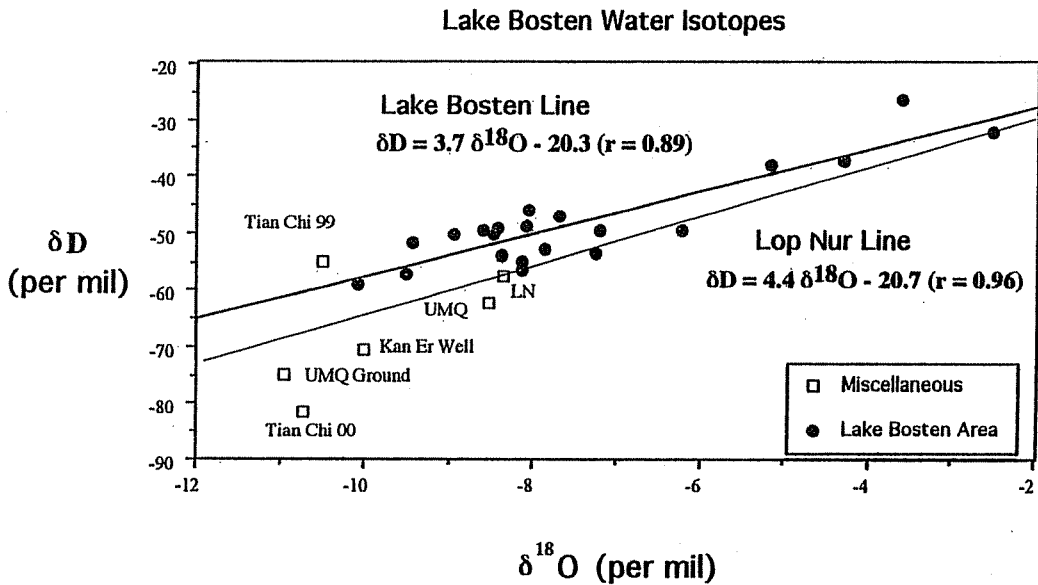 Lake Bosten Water Isotopes
-20
-30
-40
-50
-60
-70
-80
-90
δD
(per mil)
Lake Bosten Line
δD = 3.7 δ18O - 20.3 (r = 0.89)
Tian Chi 99
Lop Nur Line
δD = 4.4 δ18O - 20.7 (r = 0.96)
LN
UMQ
Kan Er Well
UMQ Ground
Tian Chi 00
Miscellaneous
Lake Bosten Area
-12
-10
-8
-6
-4
-2
δ18O (per mil)